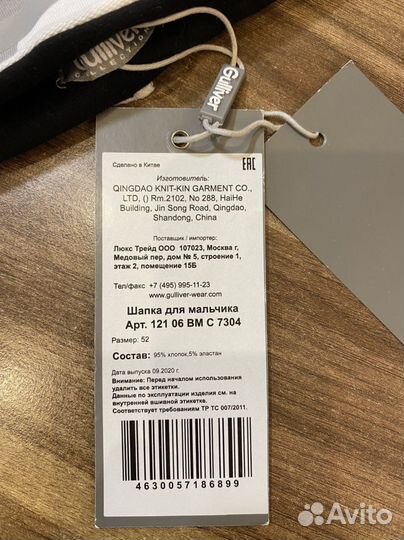 Gulliver
COLLECTION
Gulliver
Сделано в Китае
EAC
Изготовитель:
QINGDAO KNIT-KIN GARMENT CO.,
LTD, () Rm.2102, No 288, HaiHe
Building, Jin Song Road, Qingdao,
Shandong, China
Поставщик / импортер:
Люкс Трейд ООО 107023, Москва г,
Медовый пер, дом № 5, строение 1,
этаж 2, помещение 15Б
Тел/факс +7 (495) 995-11-23
www.gulliver-wear.com
Шапка для мальчика
Арт. 121 06 BM C 7304
Размер: 52
Состав: 95% хлопок,5% эластан
Дата выпуска 09.2020 г.
Внимание: Перед началом использования
удалить все этикетки.
Данные по эксплуатации изделия см. на
внутренней вшивной этикетке.
Соответствует требованиям ТР ТС 007/2011.
4630057186899
Avito